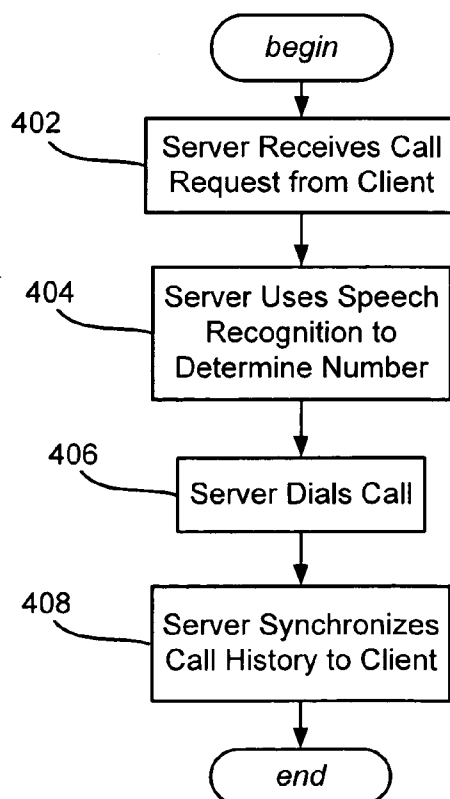 begin
402
Server Receives Call
Request from Client
404
Server Uses Speech
Recognition to
Determine Number
406
Server Dials Call
408
Server Synchronizes
Call History to Client
end